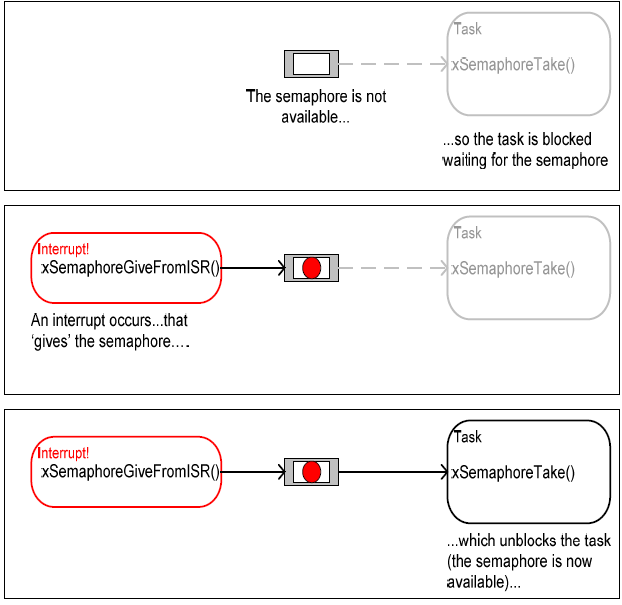 Task
xSemaphoreTake()
The semaphore is not
available...
...so the task is blocked
waiting for the semaphore
Interrupt!
xSemaphoreGiveFromISR()
Task
xSemaphoreTake()
An interrupt occurs...that
‘gives’ the semaphore....
Interrupt!
xSemaphoreGiveFromISR()
Task
xSemaphoreTake()
...which unblocks the task
(the semaphore is now
available)...